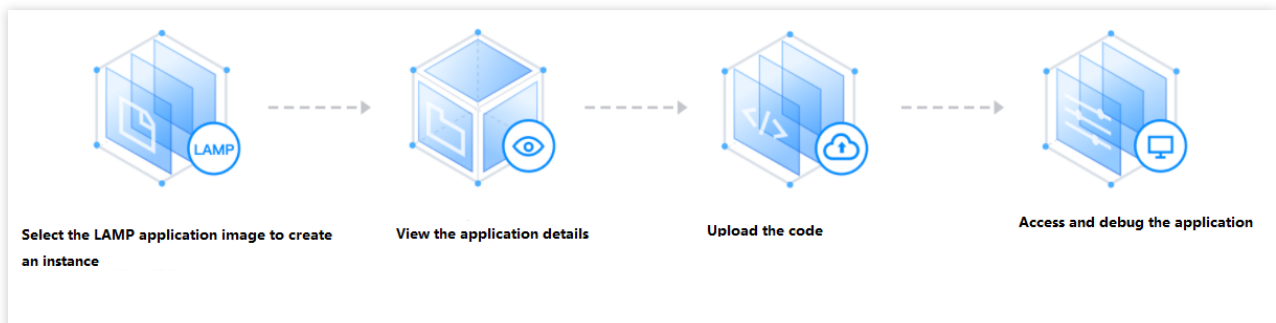 LAMP
</>
Select the LAMP application image to create
an instance
View the application details
Upload the code
Access and debug the application